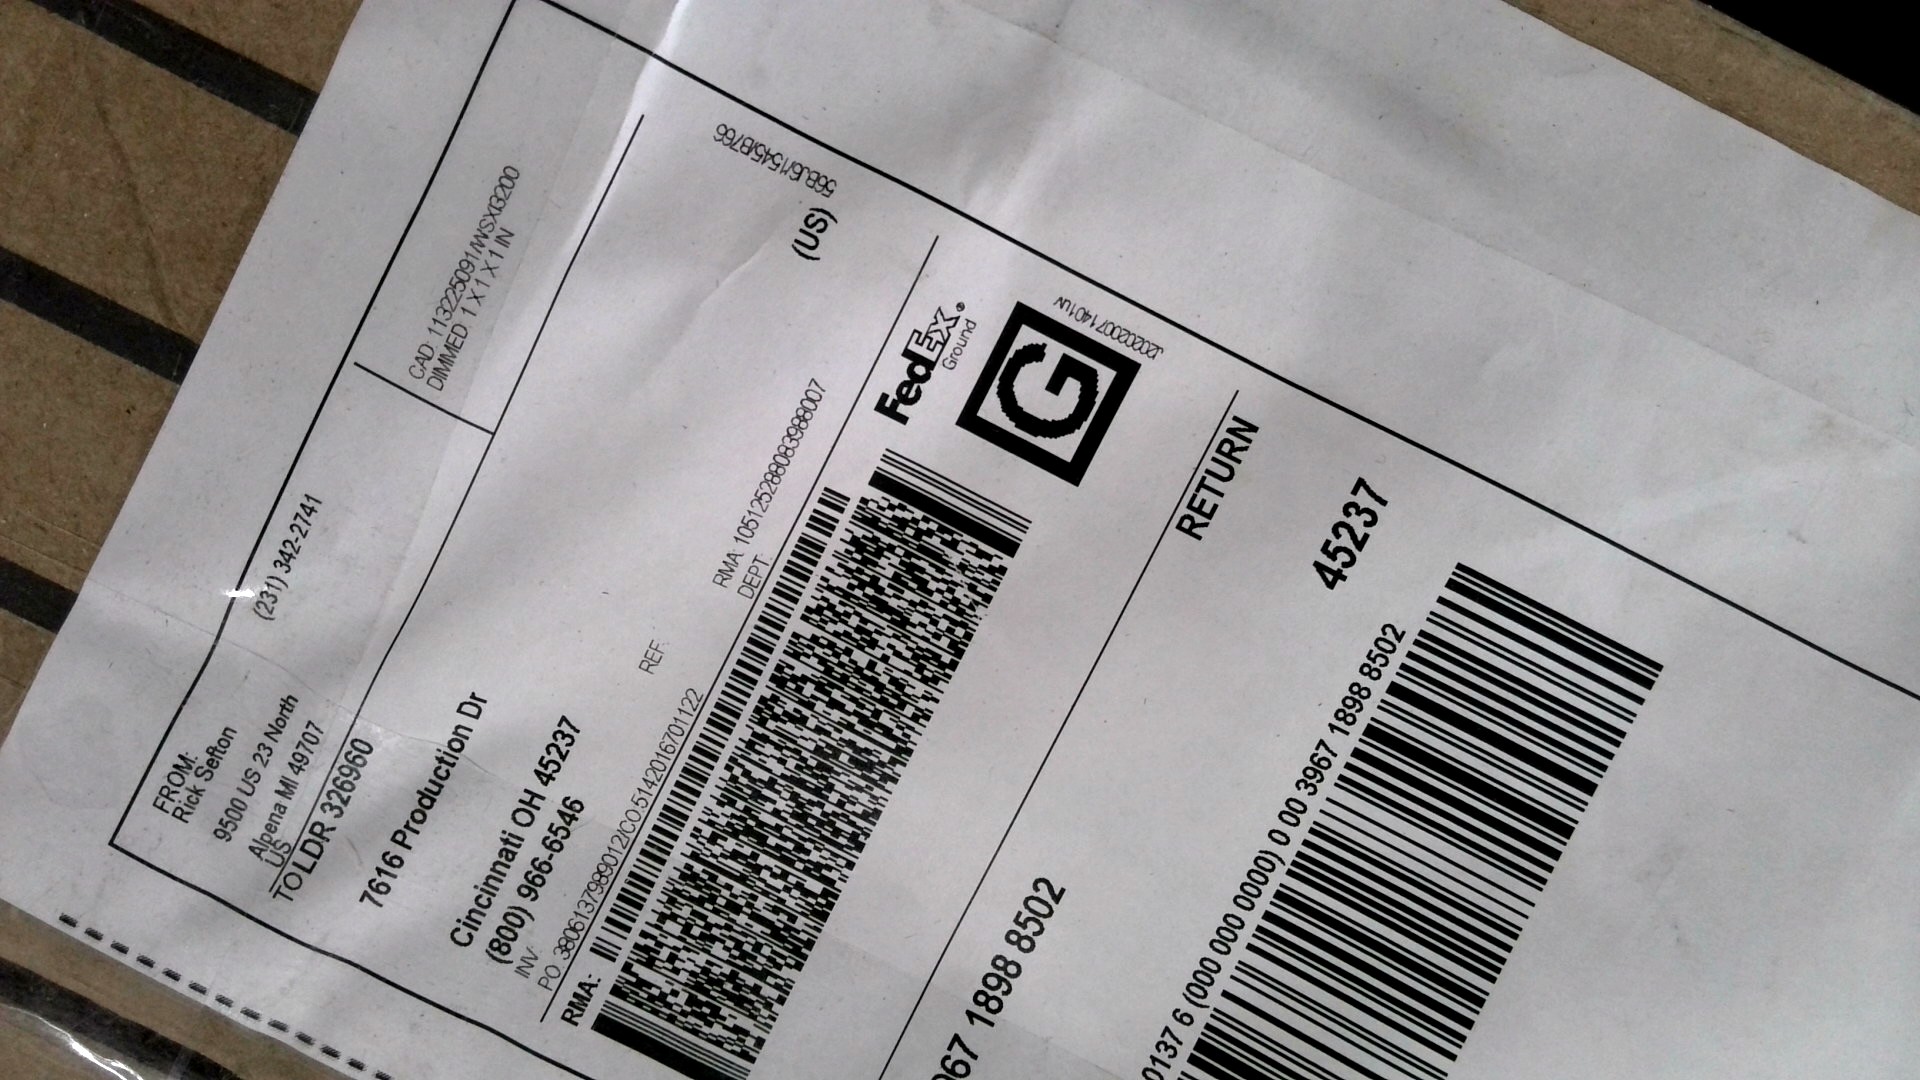 FROM:
Rick Sefton
(231) 342-2741
9500 US 23 North
Alpena MI 49707
US
CAD: 113225091/WSXI3200
DIMMED 1 X 1 X 1 IN
TO LDR 326960
7616 Production Dr
Cincinnati OH 45237
(US)
(800) 966-6546
INV:
REF:
PO: 3806137989012/CO:5142016701122
RMA: 10512528808398007
DEPT:
56BJ6/1545/B766
RMA:
FedEx®
Ground
G
J202020071401uv
RETURN
967 1898 8502
45237
0137 6 (000 000 0000) 0 00 3967 1898 8502